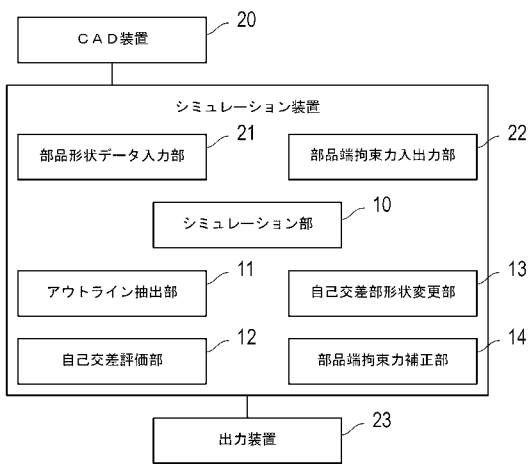 20
ＣＡＤ装置
シミュレーション装置
21
部品形状データ入力部
22
部品端拘束力入出力部
10
シミュレーション部
11
アウトライン抽出部
13
自己交差部形状変更部
12
自己交差評価部
14
部品端拘束力補正部
23
出力装置